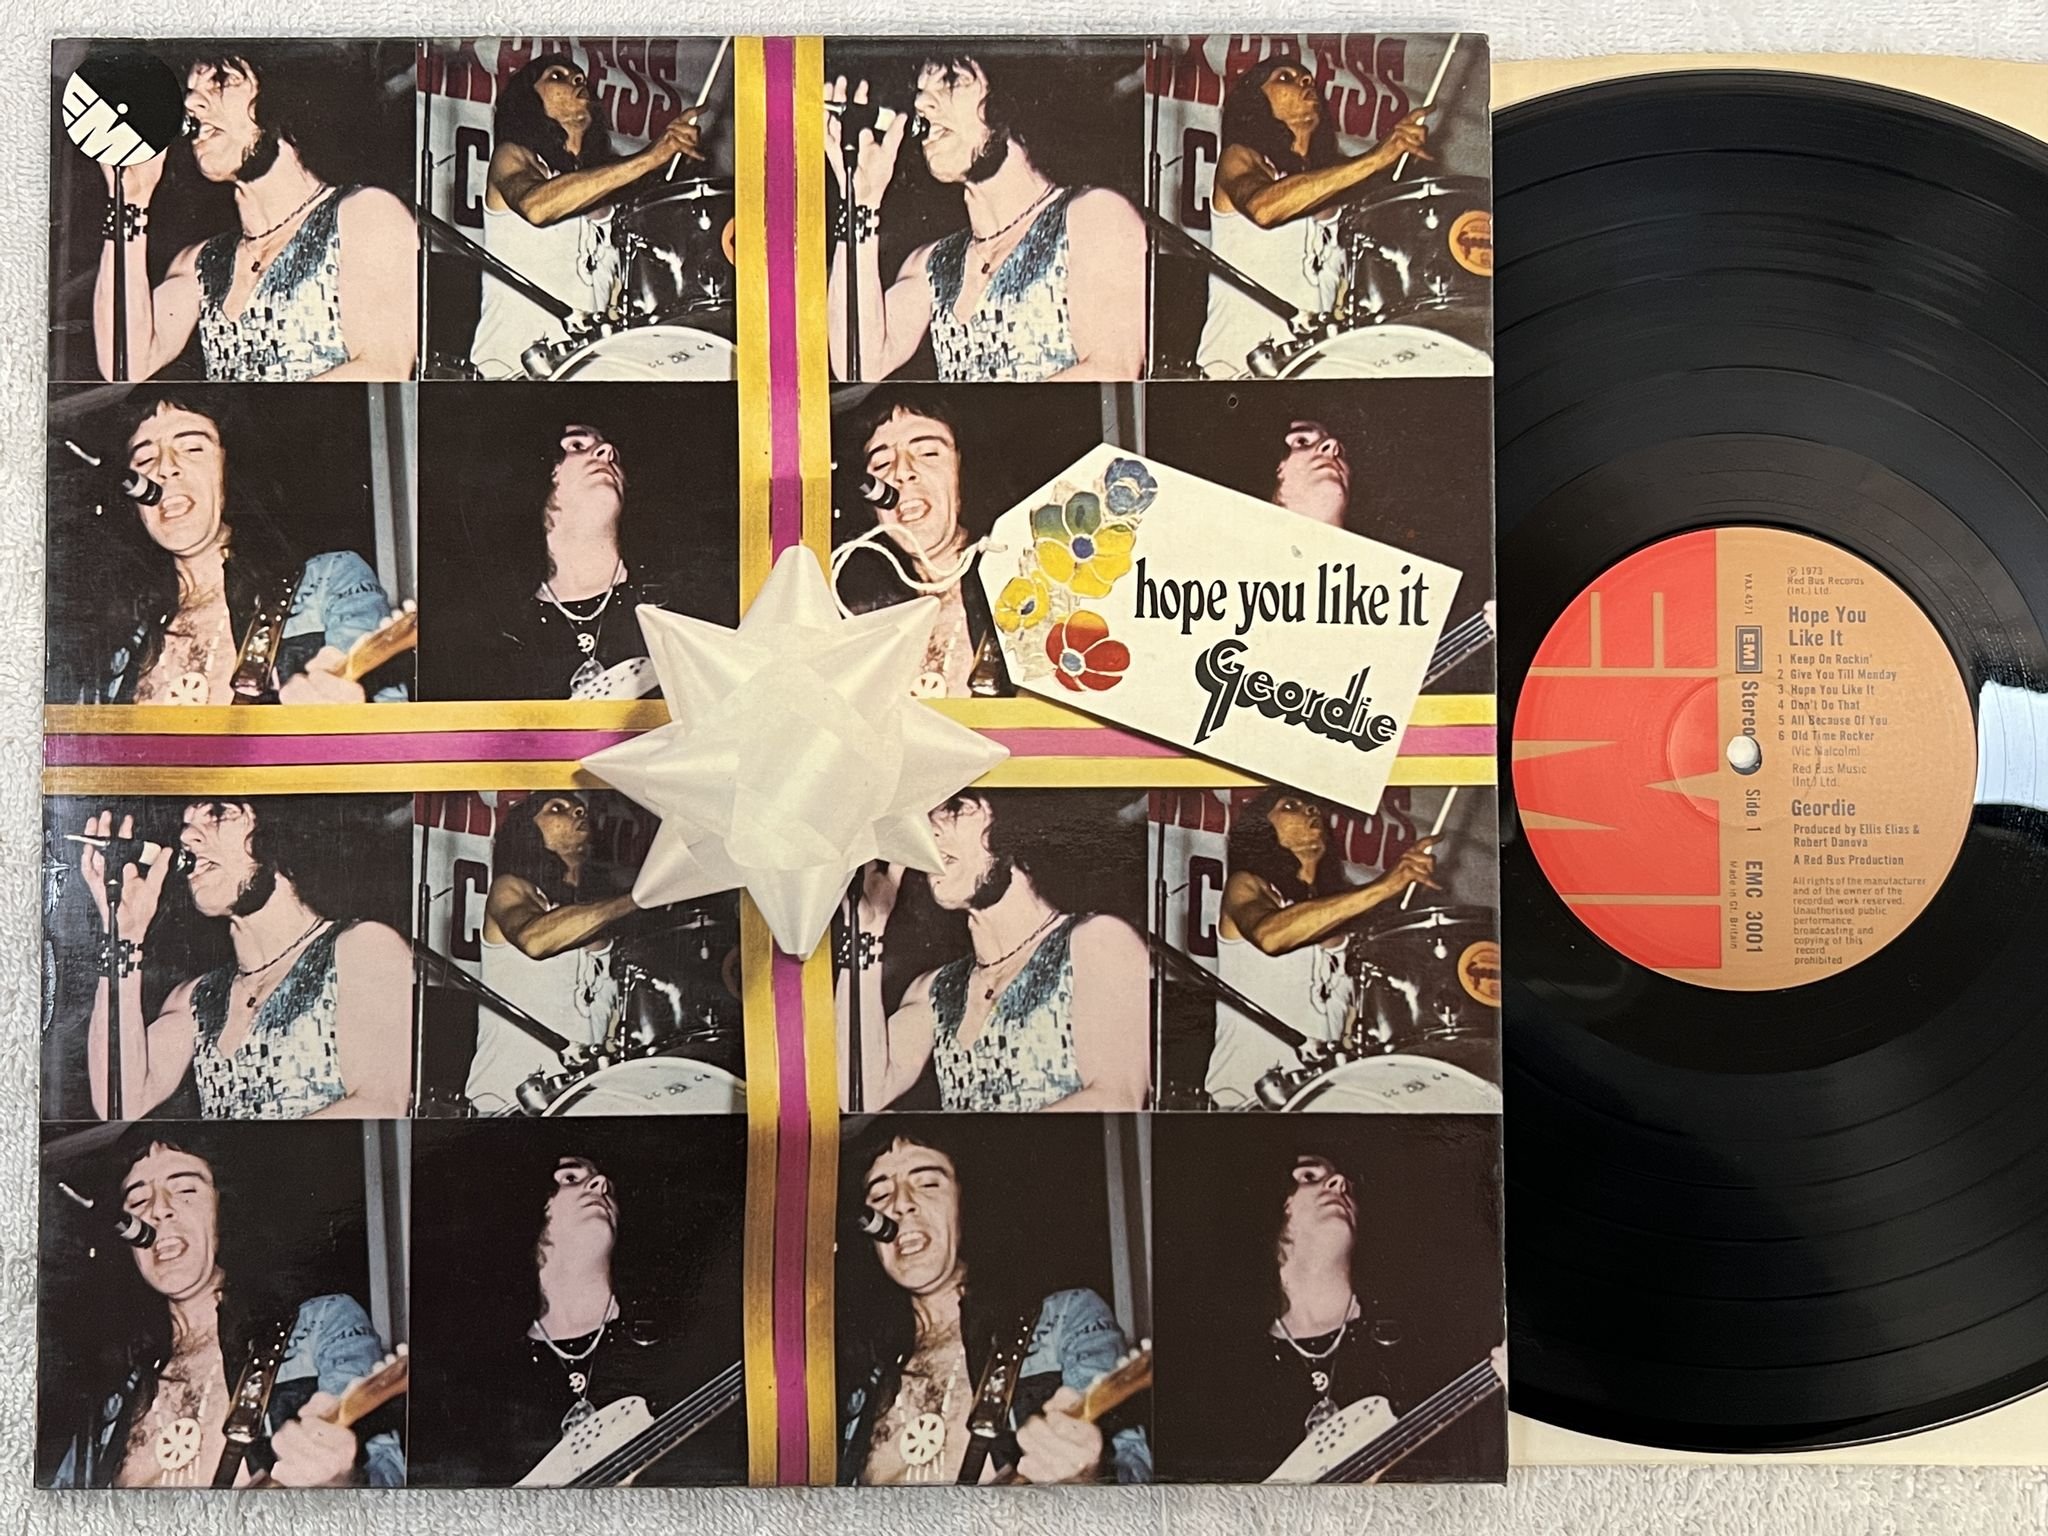 EMI
hope you like it
Geordie
YAX 4571
EMI
Stereo
Side 1
EMC 3001
Made in Gt. Britain
EMI
℗ 1973
Red Bus Records
(Int.) Ltd.
Hope You
Like It
1 Keep On Rockin'
2 Give You Till Monday
3 Hope You Like It
4 Don't Do That
5 All Because Of You
6 Old Time Rocker
(Vic Malcolm)
Red Bus Music
(Int.) Ltd.
Geordie
Produced by Ellis Elias &
Robert Danova
A Red Bus Production
All rights of the manufacturer
and of the owner of the
recorded work reserved.
Unauthorised public
performance,
broadcasting and
copying of this
record
prohibited